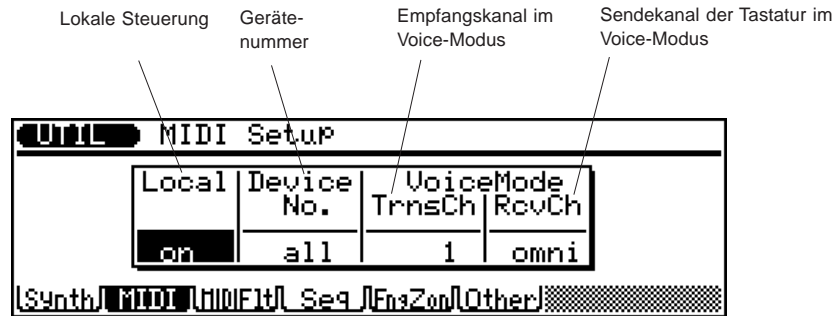 Lokale Steuerung
Geräte-
nummer
Empfangskanal im
Voice-Modus
Sendekanal der Tastatur im
Voice-Modus
UTIL MIDI Setup
Local Device No. VoiceMode
TrnsCh RcvCh
on all 1 omni
Synth MIDI MIDIFlt Seq EngZon Other